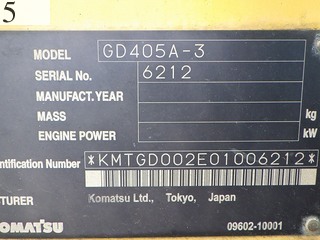 5
MODEL GD405A-3
SERIAL No. 6212
MANUFACT. YEAR
MASS kg
ENGINE POWER kW
entification Number *KMTGD002E01006212*
TURER Komatsu Ltd., Tokyo, Japan
OMATSU 09602-10001